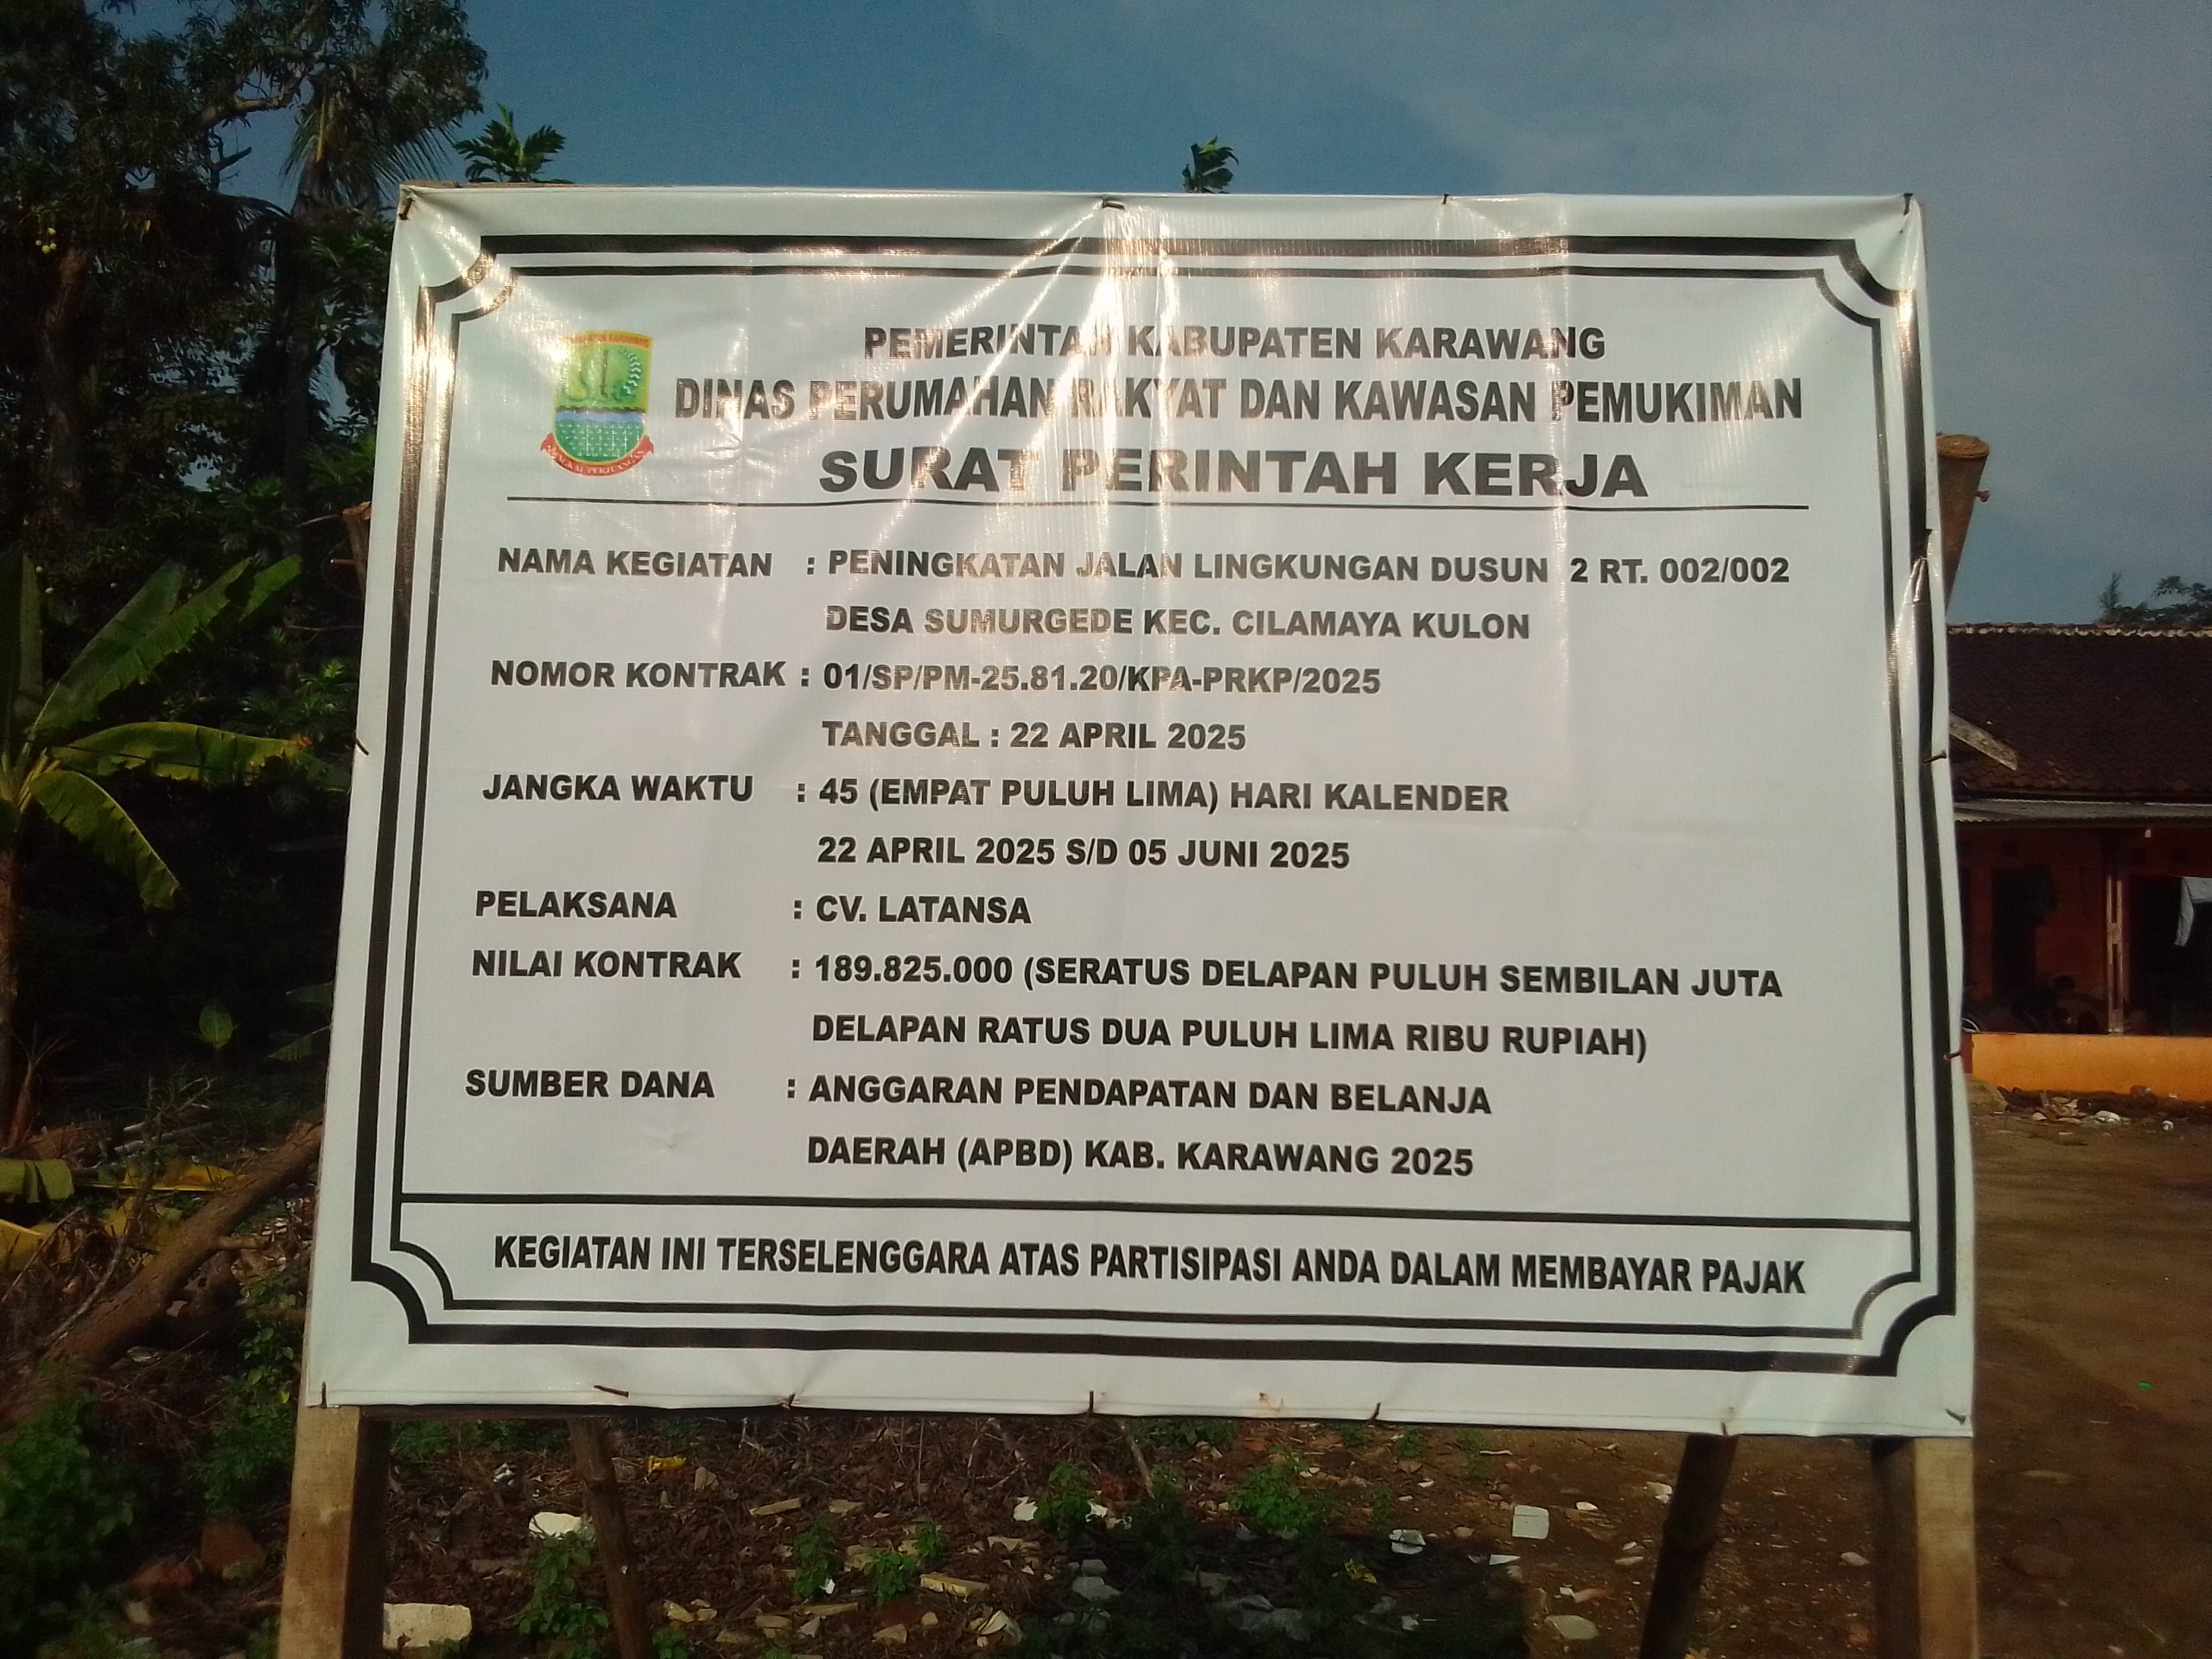 KABUPATEN KARAWANG
PANGKAL PERJUANGAN
PEMERINTAH KABUPATEN KARAWANG
DINAS PERUMAHAN RAKYAT DAN KAWASAN PEMUKIMAN
SURAT PERINTAH KERJA
NAMA KEGIATAN : PENINGKATAN JALAN LINGKUNGAN DUSUN 2 RT. 002/002
DESA SUMURGEDE KEC. CILAMAYA KULON
NOMOR KONTRAK : 01/SP/PM-25.81.20/KPA-PRKP/2025
TANGGAL : 22 APRIL 2025
JANGKA WAKTU : 45 (EMPAT PULUH LIMA) HARI KALENDER
22 APRIL 2025 S/D 05 JUNI 2025
PELAKSANA : CV. LATANSA
NILAI KONTRAK : 189.825.000 (SERATUS DELAPAN PULUH SEMBILAN JUTA
DELAPAN RATUS DUA PULUH LIMA RIBU RUPIAH)
SUMBER DANA : ANGGARAN PENDAPATAN DAN BELANJA
DAERAH (APBD) KAB. KARAWANG 2025
KEGIATAN INI TERSELENGGARA ATAS PARTISIPASI ANDA DALAM MEMBAYAR PAJAK